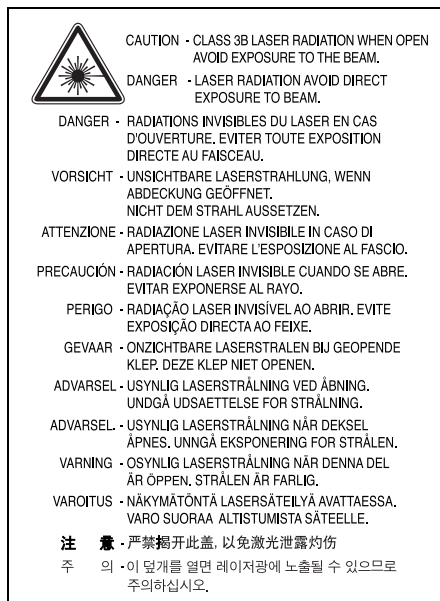 CAUTION - CLASS 3B LASER RADIATION WHEN OPEN
AVOID EXPOSURE TO THE BEAM.
DANGER - LASER RADIATION AVOID DIRECT
EXPOSURE TO BEAM.
DANGER - RADIATIONS INVISIBLES DU LASER EN CAS
D'OUVERTURE. EVITER TOUTE EXPOSITION
DIRECTE AU FAISCEAU.
VORSICHT - UNSICHTBARE LASERSTRAHLUNG, WENN
ABDECKUNG GEÖFFNET.
NICHT DEM STRAHL AUSSETZEN.
ATTENZIONE - RADIAZIONE LASER INVISIBILE IN CASO DI
APERTURA. EVITARE L'ESPOSIZIONE AL FASCIO.
PRECAUCIÓN - RADIACIÓN LASER INVISIBLE CUANDO SE ABRE.
EVITAR EXPONERSE AL RAYO.
PERIGO - RADIAÇÃO LASER INVISÍVEL AO ABRIR. EVITE
EXPOSIÇÃO DIRECTA AO FEIXE.
GEVAAR - ONZICHTBARE LASERSTRALEN BIJ GEOPENDE
KLEP. DEZE KLEP NIET OPENEN.
ADVARSEL - USYNLIG LASERSTRÅLNING VED ÅBNING.
UNDGÅ UDSAETTELSE FOR STRÅLNING.
ADVARSEL. - USYNLIG LASERSTRÅLNING NÅR DEKSEL
ÅPNES. UNNGÅ EKSPONERING FOR STRÅLEN.
VARNING - OSYNLIG LASERSTRÅLNING NÄR DENNA DEL
ÄR ÖPPEN. STRÅLEN ÄR FARLIG.
VAROITUS - NÄKYMÄTÖNTÄ LASERSÄTEILYÄ AVATTAESSA.
VARO SUORAA ALTISTUMISTA SÄTEELLE.
注 意 - 严禁揭开此盖, 以免激光泄露灼伤
주 의 - 이 덮개를 열면 레이저광에 노출될 수 있으므로
주의하십시오.